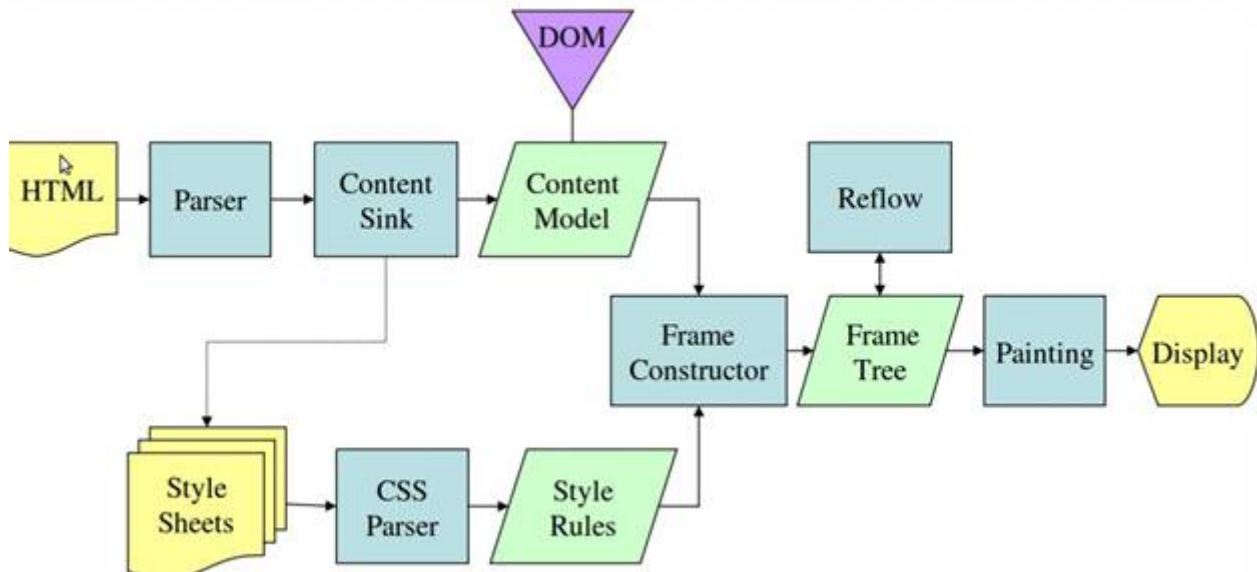 DOM
HTML
Parser
Content
Sink
Content
Model
Reflow
Frame
Constructor
Frame
Tree
Painting
Display
Style
Sheets
CSS
Parser
Style
Rules